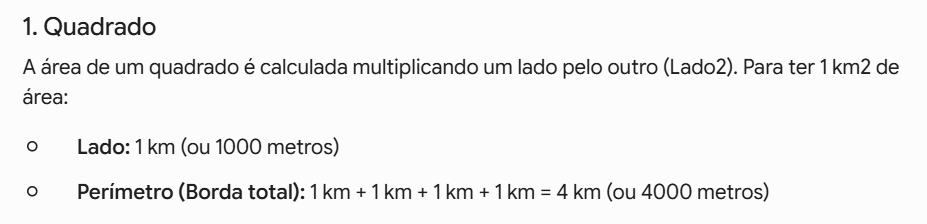 1. Quadrado
A área de um quadrado é calculada multiplicando um lado pelo outro (Lado2). Para ter 1 km2 de
área:
Lado: 1 km (ou 1000 metros)
Perímetro (Borda total): 1 km + 1 km + 1 km + 1 km = 4 km (ou 4000 metros)